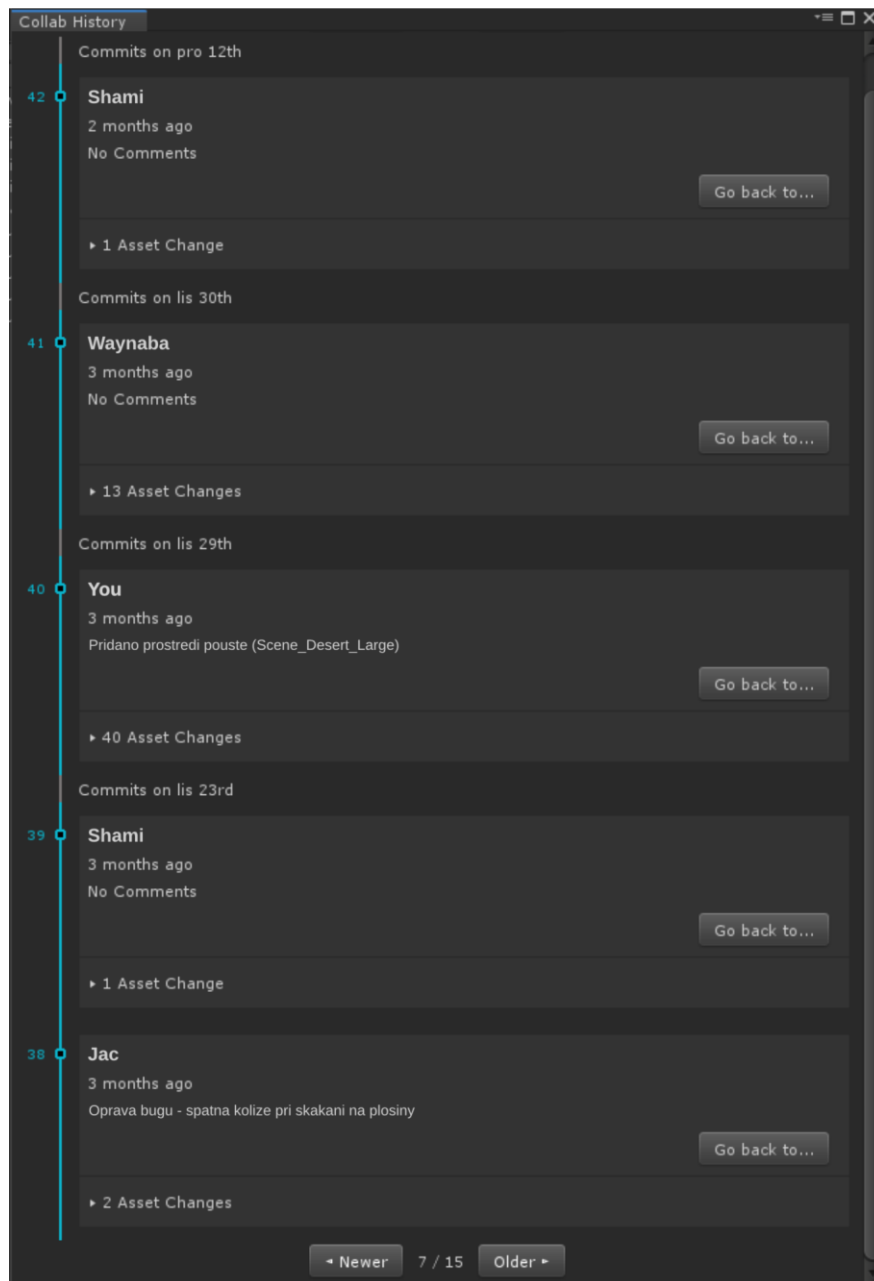 Collab History
Commits on pro 12th
42
Shami
2 months ago
No Comments
Go back to...
1 Asset Change
Commits on lis 30th
41
Waynaba
3 months ago
No Comments
Go back to...
13 Asset Changes
Commits on lis 29th
40
You
3 months ago
Pridano prostredi pouste (Scene_Desert_Large)
Go back to...
40 Asset Changes
Commits on lis 23rd
39
Shami
3 months ago
No Comments
Go back to...
1 Asset Change
38
Jac
3 months ago
Oprava bugu - spatna kolize pri skakani na plosiny
Go back to...
2 Asset Changes
Newer 7 / 15 Older